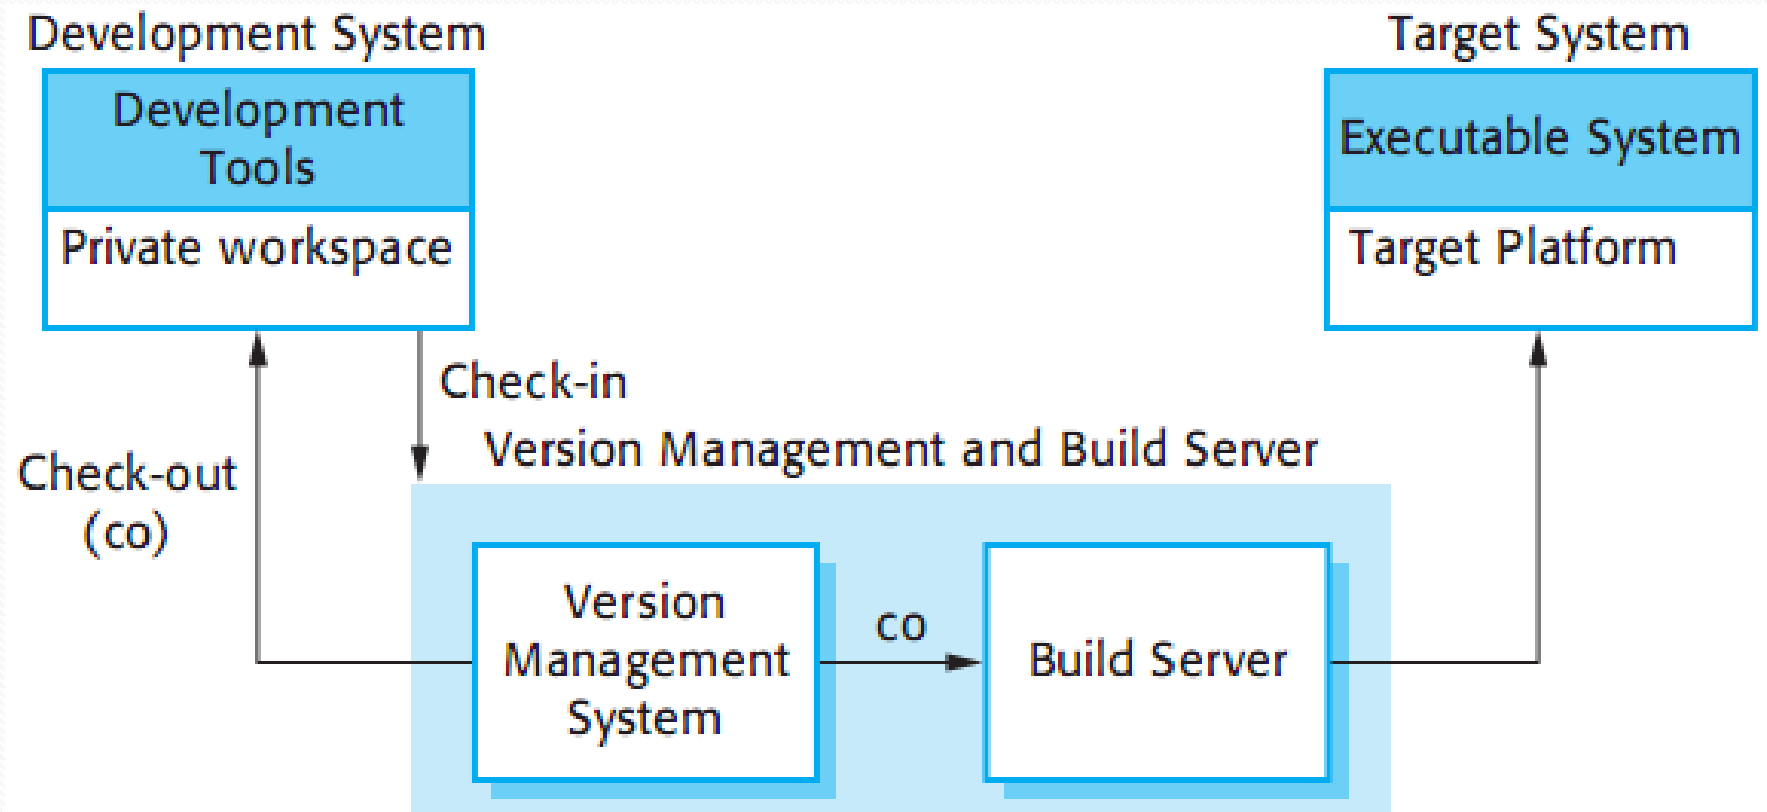 Development System
Target System
Development
Tools
Executable System
Private workspace
Target Platform
Check-in
Version Management and Build Server
Check-out
(co)
Version
Management
System
co
Build Server